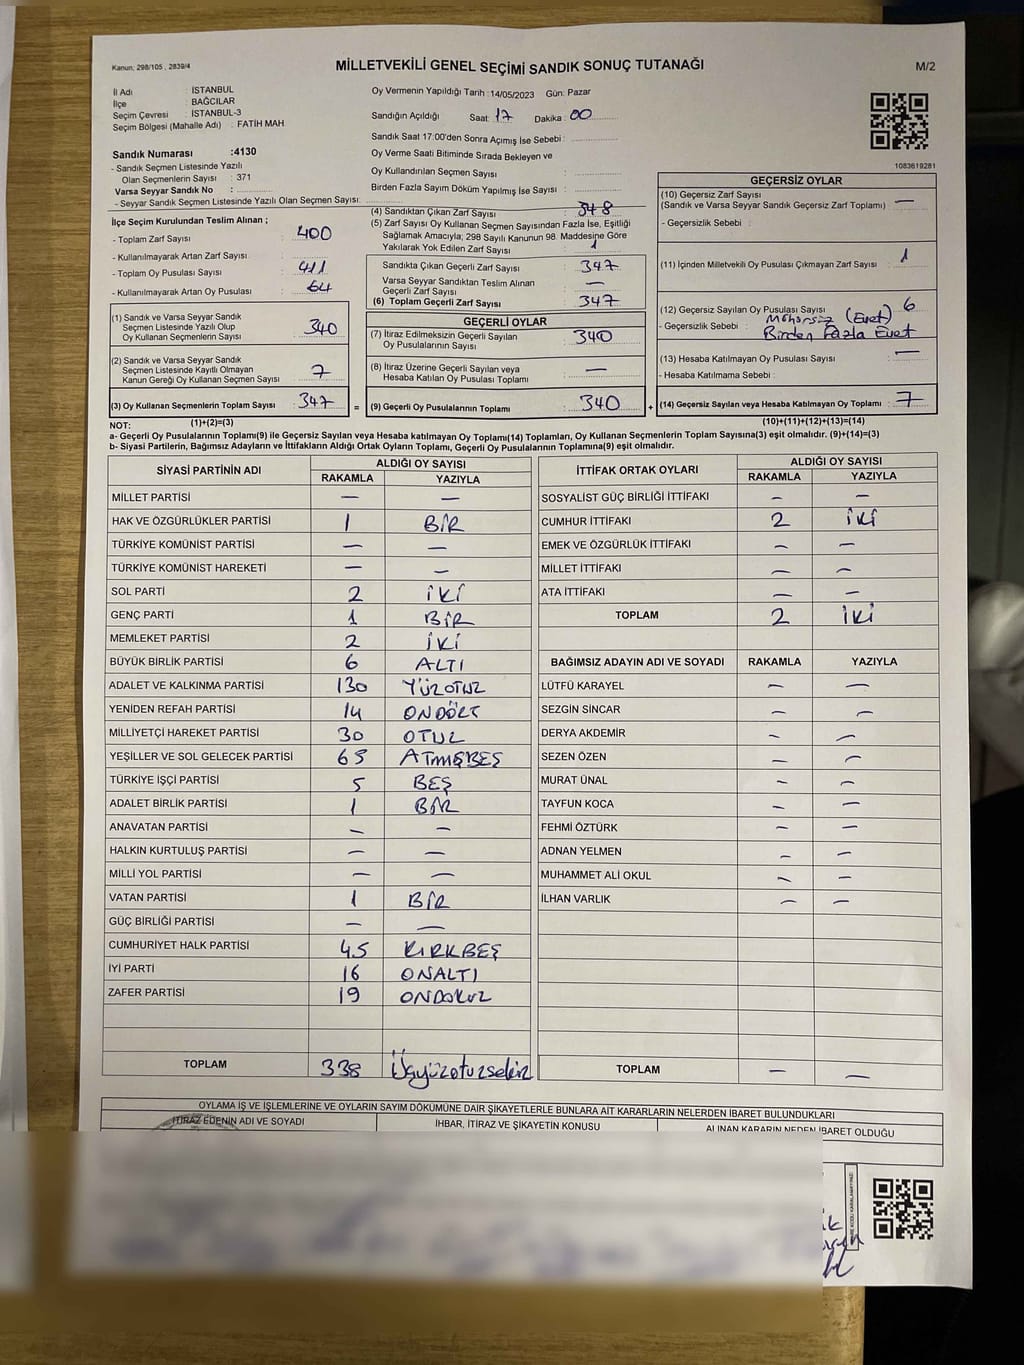 Kanun; 298/105 , 2839/4
MİLLETVEKİLİ GENEL SEÇİMİ SANDIK SONUÇ TUTANAĞI
M/2
İl Adı : İSTANBUL
İlçe : BAĞCILAR
Seçim Çevresi : İSTANBUL-3
Seçim Bölgesi (Mahalle Adı) : FATİH MAH
Oy Vermenin Yapıldığı Tarih : 14/05/2023 Gün: Pazar
Sandığın Açıldığı Saat: 17 Dakika: 00
Sandık Saat 17:00'den Sonra Açımış İse Sebebi :
Oy Verme Saati Bitiminde Sırada Bekleyen ve
Oy Kullandırılan Seçmen Sayısı :
Birden Fazla Sayım Döküm Yapılmış İse Sayısı :
1083619281
Sandık Numarası :4130
- Sandık Seçmen Listesinde Yazılı
Olan Seçmenlerin Sayısı : 371
Varsa Seyyar Sandık No :
- Seyyar Sandık Seçmen Listesinde Yazılı Olan Seçmen Sayısı:
İlçe Seçim Kurulundan Teslim Alınan ;
- Toplam Zarf Sayısı : 400
- Kullanılmayarak Artan Zarf Sayısı :
- Toplam Oy Pusulası Sayısı : 411
- Kullanılmayarak Artan Oy Pusulası : 64
(1) Sandık ve Varsa Seyyar Sandık
Seçmen Listesinde Yazılı Olup
Oy Kullanan Seçmenlerin Sayısı : 340
(2) Sandık ve Varsa Seyyar Sandık
Seçmen Listesinde Kayıtlı Olmayan
Kanun Gereği Oy Kullanan Seçmen Sayısı : 7
(3) Oy Kullanan Seçmenlerin Toplam Sayısı : 347
(1)+(2)=(3)
(4) Sandıktan Çıkan Zarf Sayısı : 348
(5) Zarf Sayısı Oy Kullanan Seçmen Sayısından Fazla İse, Eşitliği
Sağlamak Amacıyla; 298 Sayılı Kanunun 98. Maddesine Göre
Yakılarak Yok Edilen Zarf Sayısı : 1
Sandıkta Çıkan Geçerli Zarf Sayısı : 347
Varsa Seyyar Sandıktan Teslim Alınan
Geçerli Zarf Sayısı : —
(6) Toplam Geçerli Zarf Sayısı : 347
GEÇERLİ OYLAR
(7) İtiraz Edilmeksizin Geçerli Sayılan
Oy Pusulalarının Sayısı : 340
(8) İtiraz Üzerine Geçerli Sayılan veya
Hesaba Katılan Oy Pusulası Toplamı : —
= (9) Geçerli Oy Pusulalarının Toplamı : 340 +
GEÇERSİZ OYLAR
(10) Geçersiz Zarf Sayısı
(Sandık ve Varsa Seyyar Sandık Geçersiz Zarf Toplamı) : —
- Geçersizlik Sebebi :
(11) İçinden Milletvekili Oy Pusulası Çıkmayan Zarf Sayısı : 1
(12) Geçersiz Sayılan Oy Pusulası Sayısı : 6
- Geçersizlik Sebebi : Mühürsüz (Evet)
Birden Fazla Evet
(13) Hesaba Katılmayan Oy Pusulası Sayısı : —
- Hesaba Katılmama Sebebi :
(14) Geçersiz Sayılan veya Hesaba Katılmayan Oy Toplamı : 7
(10)+(11)+(12)+(13)=(14)
NOT:
a- Geçerli Oy Pusulalarının Toplamı(9) ile Geçersiz Sayılan veya Hesaba katılmayan Oy Toplamı(14) Toplamları, Oy Kullanan Seçmenlerin Toplam Sayısına(3) eşit olmalıdır. (9)+(14)=(3)
b- Siyasi Partilerin, Bağımsız Adayların ve İttifakların Aldığı Ortak Oyların Toplamı, Geçerli Oy Pusulalarının Toplamına(9) eşit olmalıdır.
SİYASİ PARTİNİN ADI ALDIĞI OY SAYISI
RAKAMLA YAZIYLA
MİLLET PARTİSİ — —
HAK VE ÖZGÜRLÜKLER PARTİSİ 1 BİR
TÜRKİYE KOMÜNİST PARTİSİ — —
TÜRKİYE KOMÜNİST HAREKETİ — —
SOL PARTİ 2 İKİ
GENÇ PARTİ 1 BİR
MEMLEKET PARTİSİ 2 İKİ
BÜYÜK BİRLİK PARTİSİ 6 ALTI
ADALET VE KALKINMA PARTİSİ 130 YÜZOTUZ
YENİDEN REFAH PARTİSİ 14 ONDÖRT
MİLLİYETÇİ HAREKET PARTİSİ 30 OTUZ
YEŞİLLER VE SOL GELECEK PARTİSİ 65 ATMIŞBEŞ
TÜRKİYE İŞÇİ PARTİSİ 5 BEŞ
ADALET BİRLİK PARTİSİ 1 BİR
ANAVATAN PARTİSİ — —
HALKIN KURTULUŞ PARTİSİ — —
MİLLİ YOL PARTİSİ — —
VATAN PARTİSİ 1 BİR
GÜÇ BİRLİĞİ PARTİSİ — —
CUMHURİYET HALK PARTİSİ 45 KIRKBEŞ
İYİ PARTİ 16 ONALTI
ZAFER PARTİSİ 19 ONDOKUZ
TOPLAM 338 Üçyüzotuzsekiz
İTTİFAK ORTAK OYLARI ALDIĞI OY SAYISI
RAKAMLA YAZIYLA
SOSYALİST GÜÇ BİRLİĞİ İTTİFAKI — —
CUMHUR İTTİFAKI 2 İKİ
EMEK VE ÖZGÜRLÜK İTTİFAKI — —
MİLLET İTTİFAKI — —
ATA İTTİFAKI — —
TOPLAM 2 İKİ
BAĞIMSIZ ADAYIN ADI VE SOYADI RAKAMLA YAZIYLA
LÜTFÜ KARAYEL — —
SEZGİN SİNCAR — —
DERYA AKDEMİR — —
SEZEN ÖZEN — —
MURAT ÜNAL — —
TAYFUN KOCA — —
FEHMİ ÖZTÜRK — —
ADNAN YELMEN — —
MUHAMMET ALİ OKUL — —
İLHAN VARLIK — —
TOPLAM — —
OYLAMA İŞ VE İŞLEMLERİNE VE OYLARIN SAYIM DÖKÜMÜNE DAİR ŞİKAYETLERLE BUNLARA AİT KARARLARIN NELERDEN İBARET BULUNDUKLARI
İTİRAZ EDENİN ADI VE SOYADI İHBAR, İTİRAZ VE ŞİKAYETİN KONUSU ALINAN KARARIN NEDEN İBARET OLDUĞU